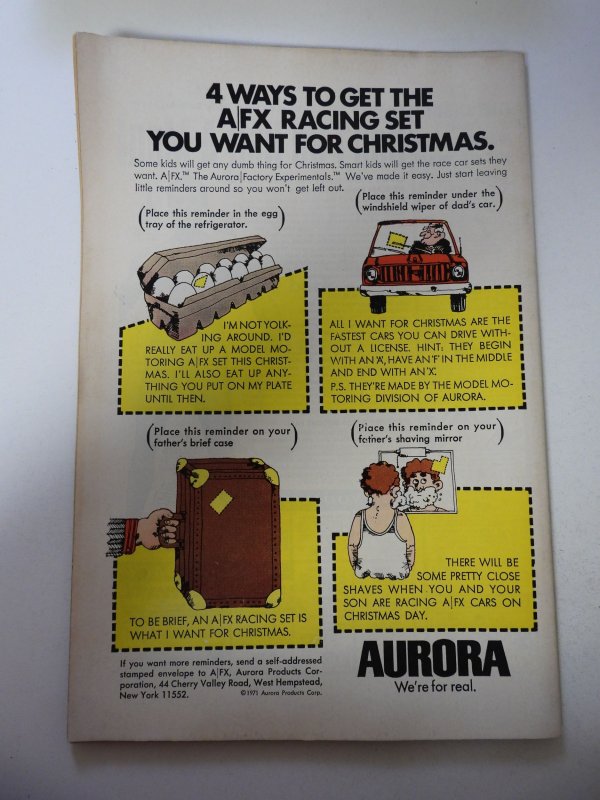 4 WAYS TO GET THE
A|FX RACING SET
YOU WANT FOR CHRISTMAS.
Some kids will get any dumb thing for Christmas. Smart kids will get the race car sets they
want. A|FX.™ The Aurora|Factory Experimentals.™ We've made it easy. Just start leaving
little reminders around so you won't get left out.
(Place this reminder in the egg
tray of the refrigerator.)
I'M NOT YOLK-
ING AROUND. I'D
REALLY EAT UP A MODEL MO-
TORING A|FX SET THIS CHRIST-
MAS. I'LL ALSO EAT UP ANY-
THING YOU PUT ON MY PLATE
UNTIL THEN.
(Place this reminder under the
windshield wiper of dad's car.)
ALL I WANT FOR CHRISTMAS ARE THE
FASTEST CARS YOU CAN DRIVE WITH-
OUT A LICENSE. HINT: THEY BEGIN
WITH AN 'A', HAVE AN 'F' IN THE MIDDLE
AND END WITH AN 'X'.
P.S. THEY'RE MADE BY THE MODEL MO-
TORING DIVISION OF AURORA.
(Place this reminder on your
father's brief case)
TO BE BRIEF, AN A|FX RACING SET IS
WHAT I WANT FOR CHRISTMAS.
(Place this reminder on your
father's shaving mirror)
THERE WILL BE
SOME PRETTY CLOSE
SHAVES WHEN YOU AND YOUR
SON ARE RACING A|FX CARS ON
CHRISTMAS DAY.
If you want more reminders, send a self-addressed
stamped envelope to A|FX, Aurora Products Cor-
poration, 44 Cherry Valley Road, West Hempstead,
New York 11552. ©1971 Aurora Products Corp.
AURORA
We're for real.